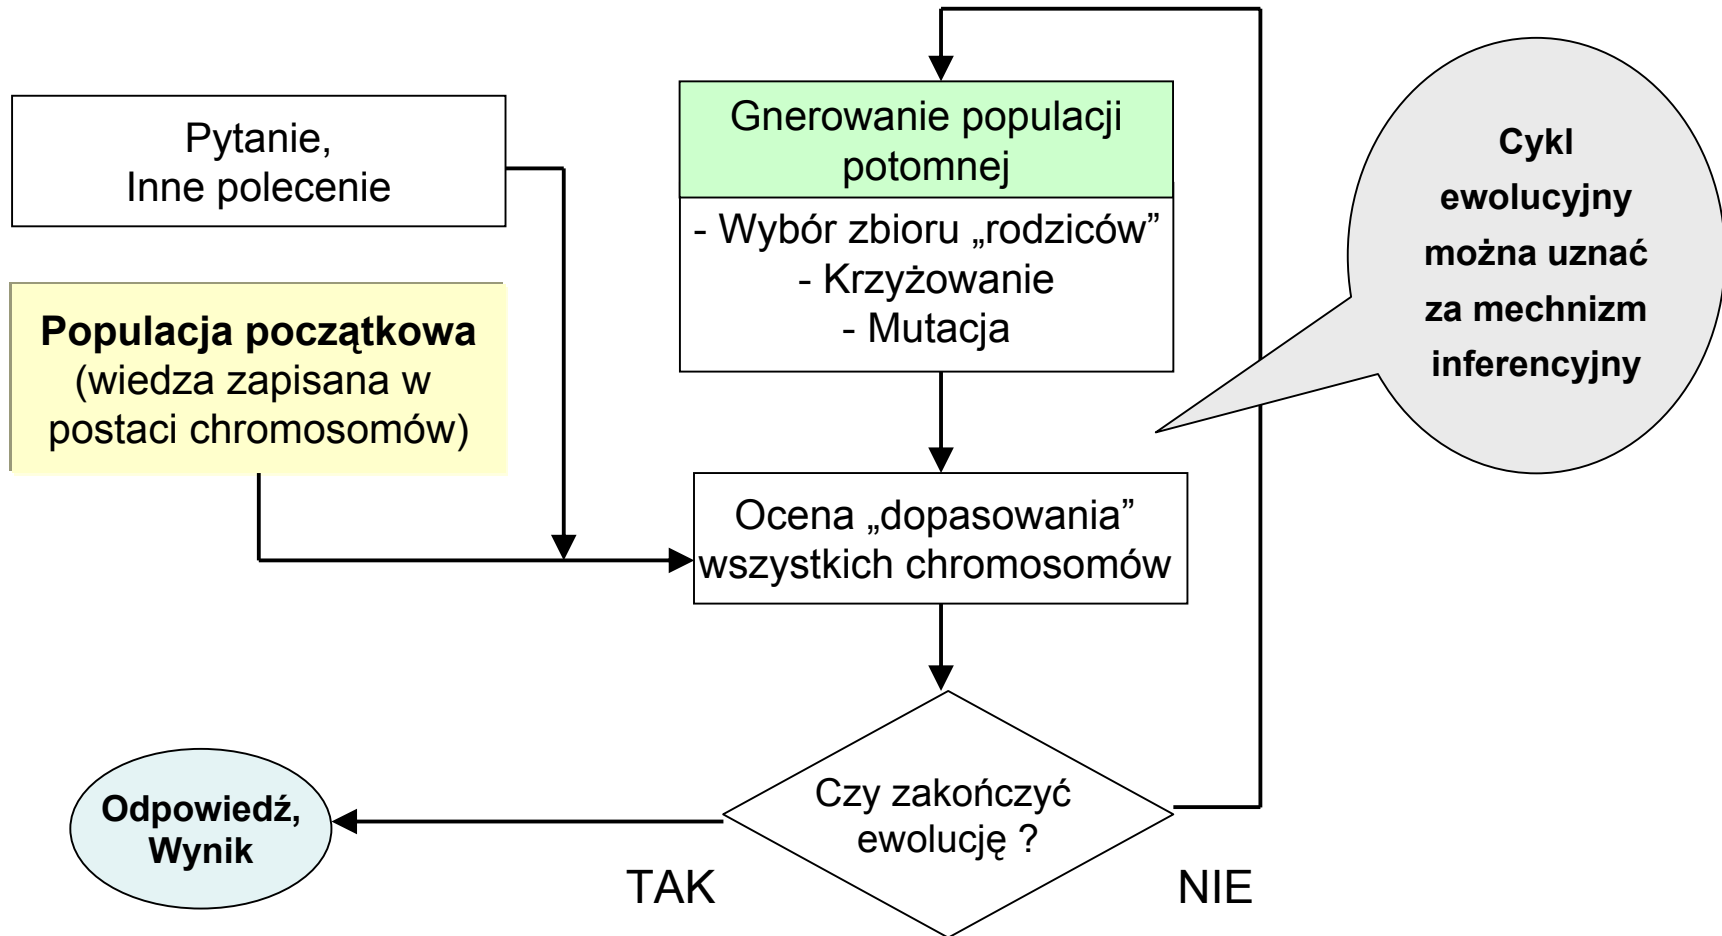 Pytanie,
Inne polecenie
Populacja początkowa
(wiedza zapisana w
postaci chromosomów)
Gnerowanie populacji
potomnej
- Wybór zbioru „rodziców”
- Krzyżowanie
- Mutacja
Cykl
ewolucyjny
można uznać
za mechnizm
inferencyjny
Ocena „dopasowania”
wszystkich chromosomów
Czy zakończyć
ewolucję ?
TAK
NIE
Odpowiedź,
Wynik